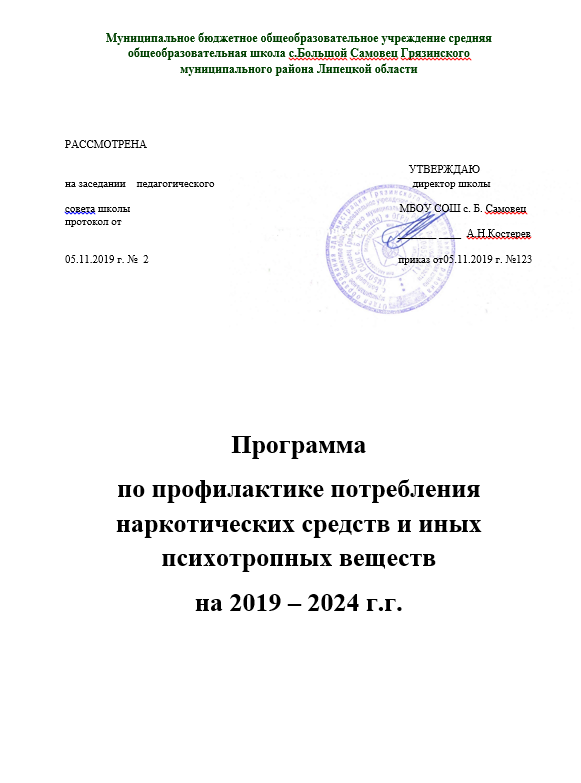 Муниципальное бюджетное общеобразовательное учреждение средняя
общеобразовательная школа с.Большой Самовец Грязинского
муниципального района Липецкой области
РАССМОТРЕНА
УТВЕРЖДАЮ
на заседании педагогического директор школы
совета школы МБОУ СОШ с. Б. Самовец
протокол от
А.Н.Костерев
05.11.2019 г. № 2 приказ от05.11.2019 г. №123
Программа
по профилактике потребления
наркотических средств и иных
психотропных веществ
на 2019 – 2024 г.г.